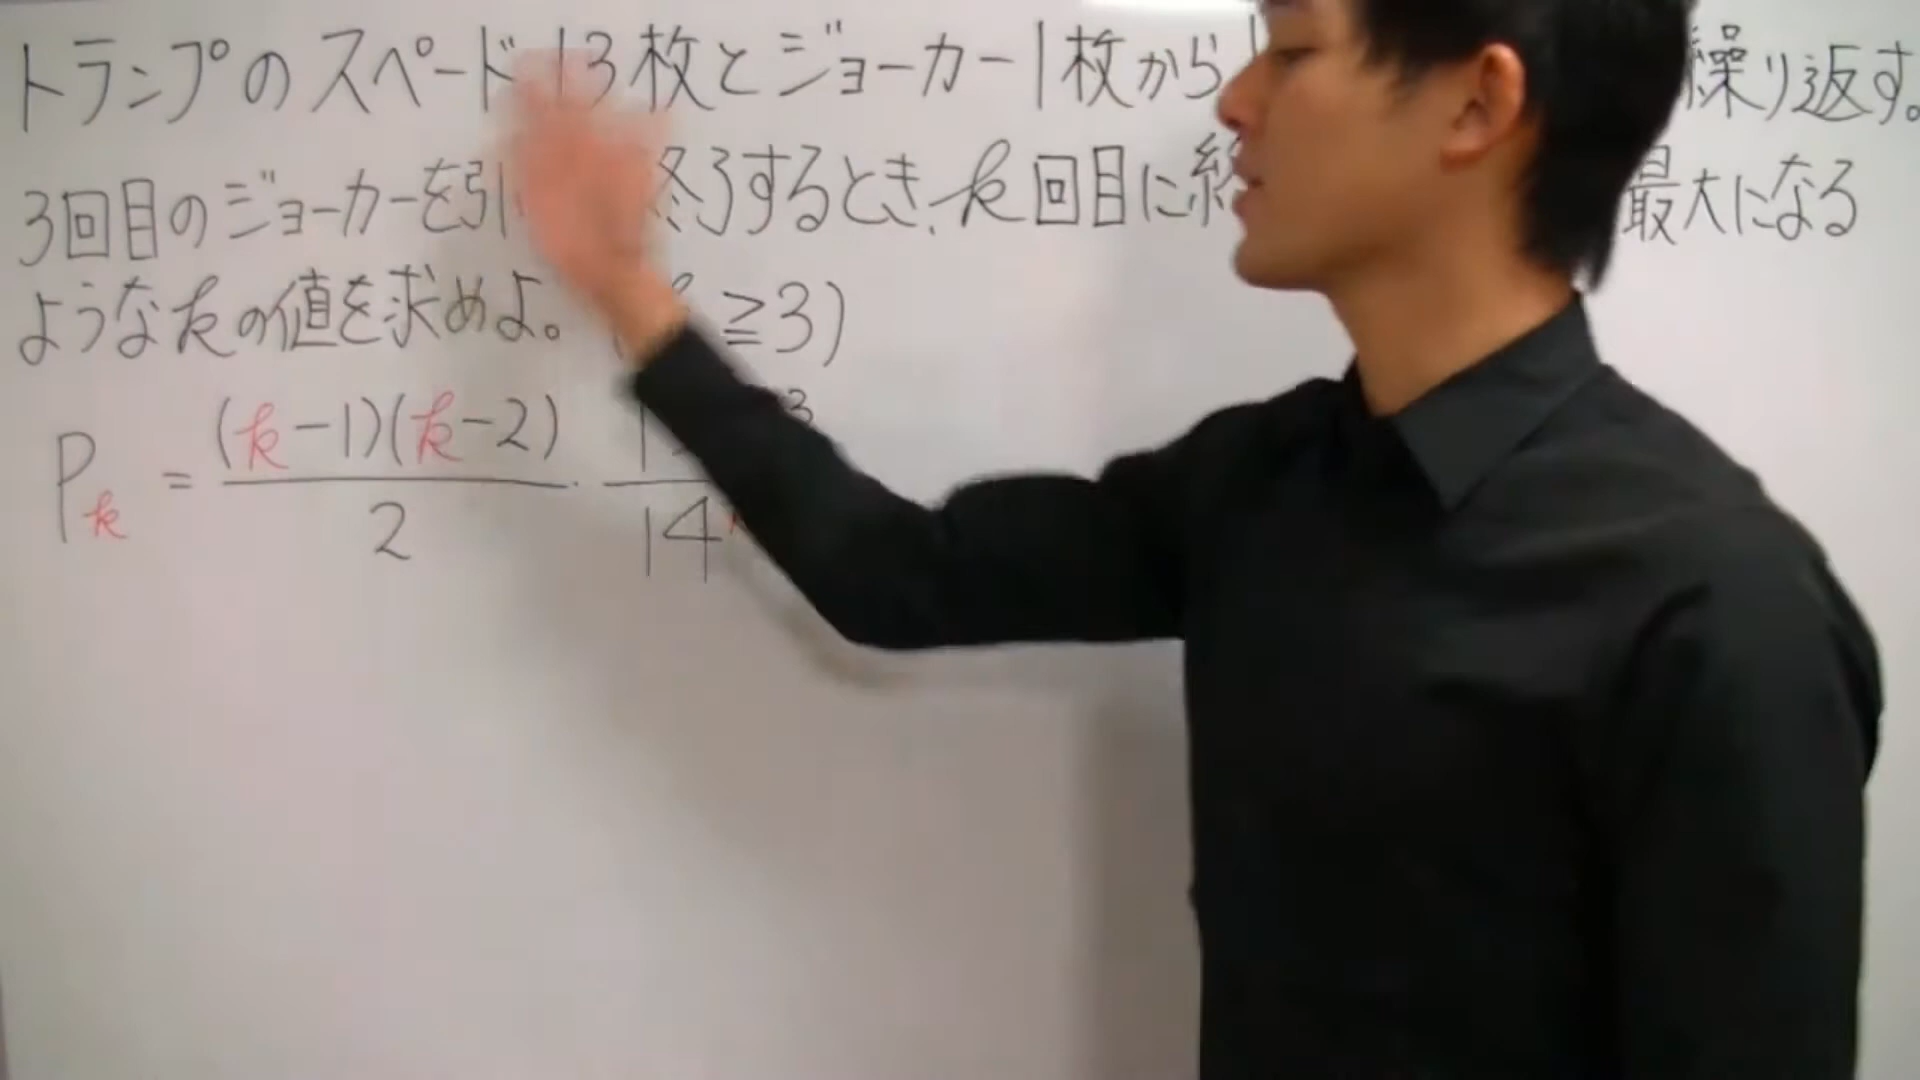 トランプのスペード13枚とジョーカー1枚から 繰り返す。
3回目のジョーカーを引 終了するとき、k回目に終 最大になる
ようなkの値を求めよ。 ≧3)
P_k = (k-1)(k-2)/2 · 14